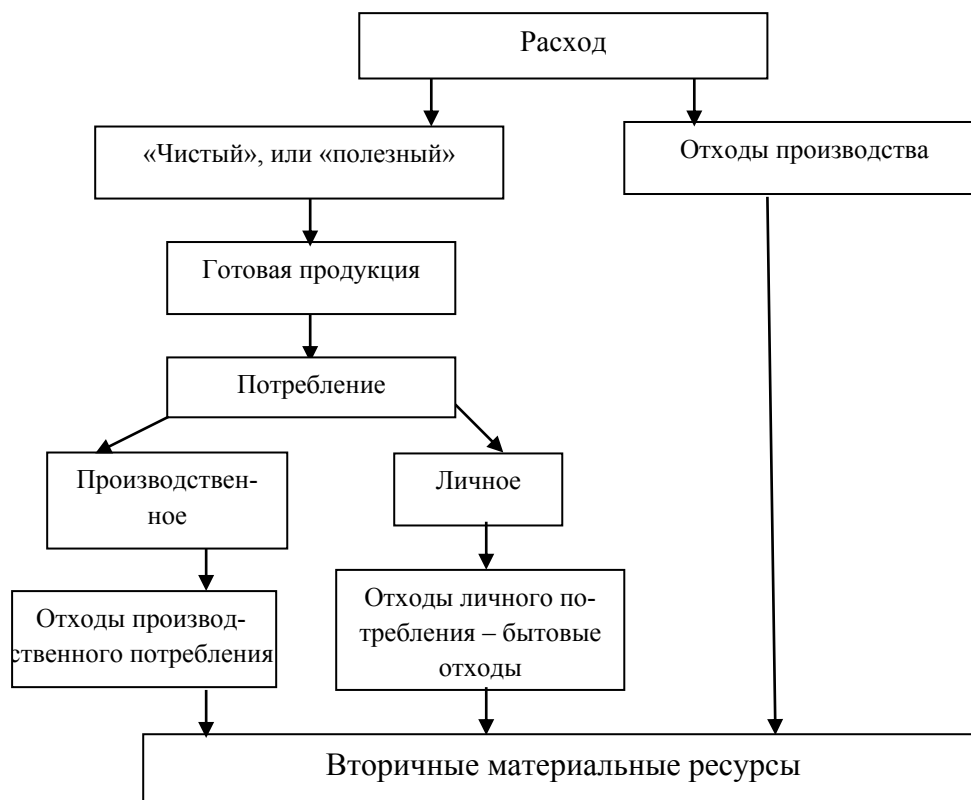 Расход
«Чистый», или «полезный»
Отходы производства
Готовая продукция
Потребление
Производствен-
ное
Личное
Отходы производ-
ственного потребления
Отходы личного по-
требления – бытовые
отходы
Вторичные материальные ресурсы